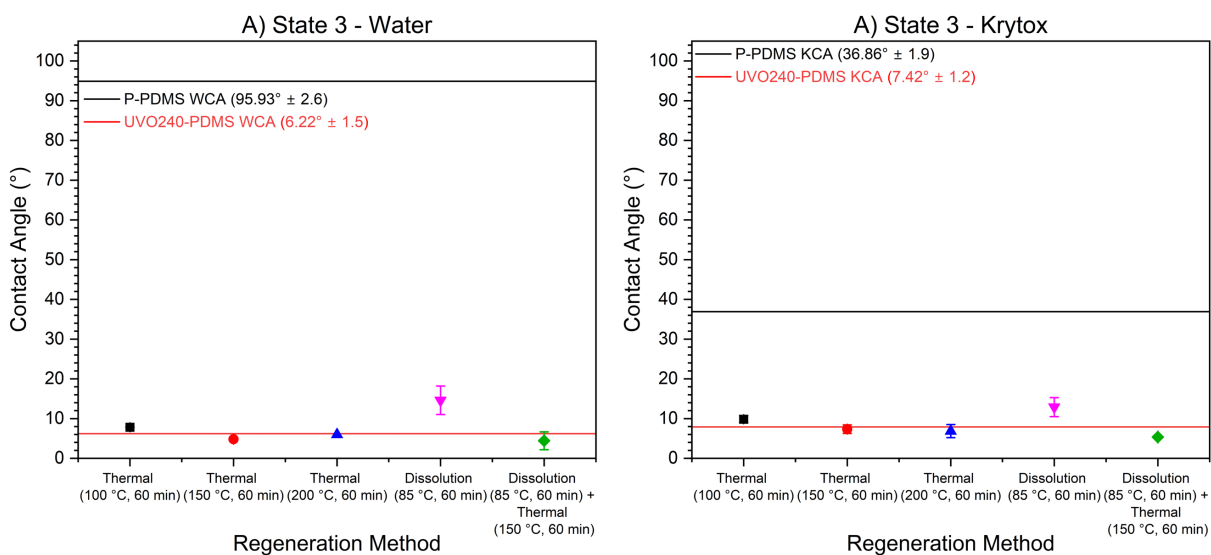 A) State 3 - Water
P-PDMS WCA (95.93° ± 2.6)
UVO240-PDMS WCA (6.22° ± 1.5)
Contact Angle (°)
100
90
80
70
60
50
40
30
20
10
0
Thermal
(100 °C, 60 min)
Thermal
(150 °C, 60 min)
Thermal
(200 °C, 60 min)
Dissolution
(85 °C, 60 min)
Dissolution
(85 °C, 60 min) +
Thermal
(150 °C, 60 min)
Regeneration Method
A) State 3 - Krytox
P-PDMS KCA (36.86° ± 1.9)
UVO240-PDMS KCA (7.42° ± 1.2)
Contact Angle (°)
100
90
80
70
60
50
40
30
20
10
0
Thermal
(100 °C, 60 min)
Thermal
(150 °C, 60 min)
Thermal
(200 °C, 60 min)
Dissolution
(85 °C, 60 min)
Dissolution
(85 °C, 60 min) +
Thermal
(150 °C, 60 min)
Regeneration Method